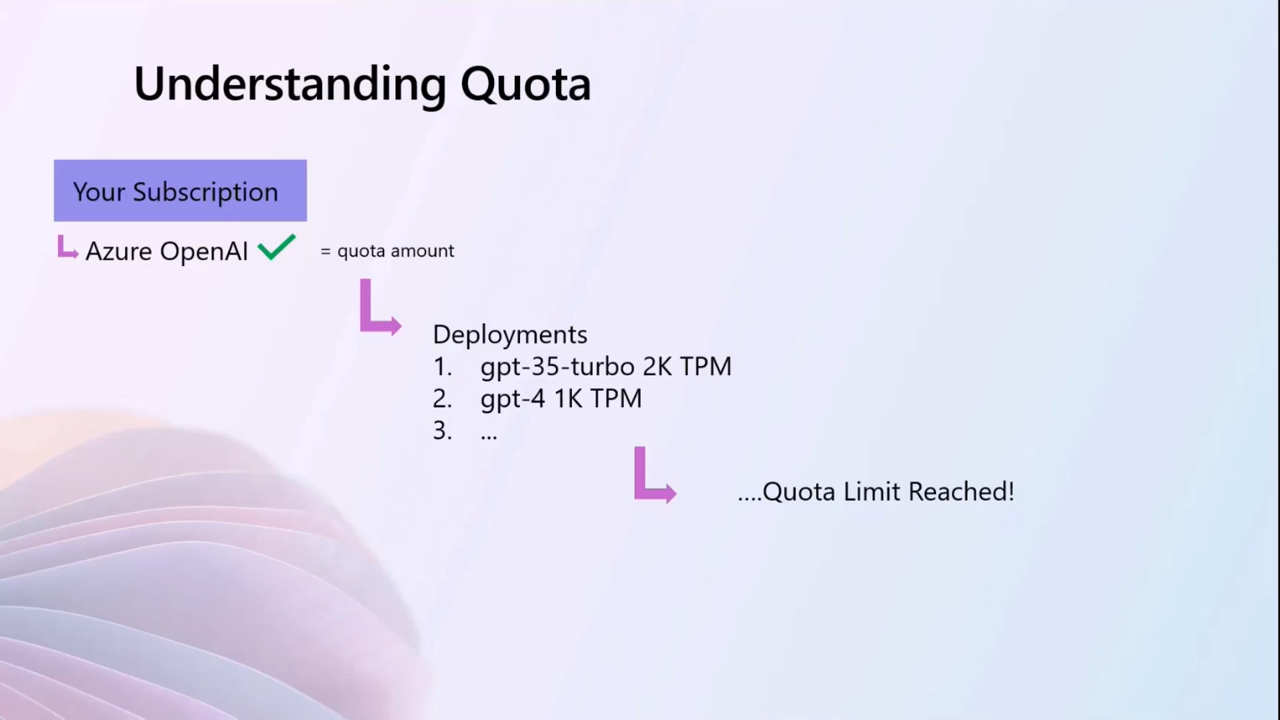 Understanding Quota
Your Subscription
Azure OpenAI
= quota amount
Deployments
1. gpt-35-turbo 2K TPM
2. gpt-4 1K TPM
3. ...
....Quota Limit Reached!